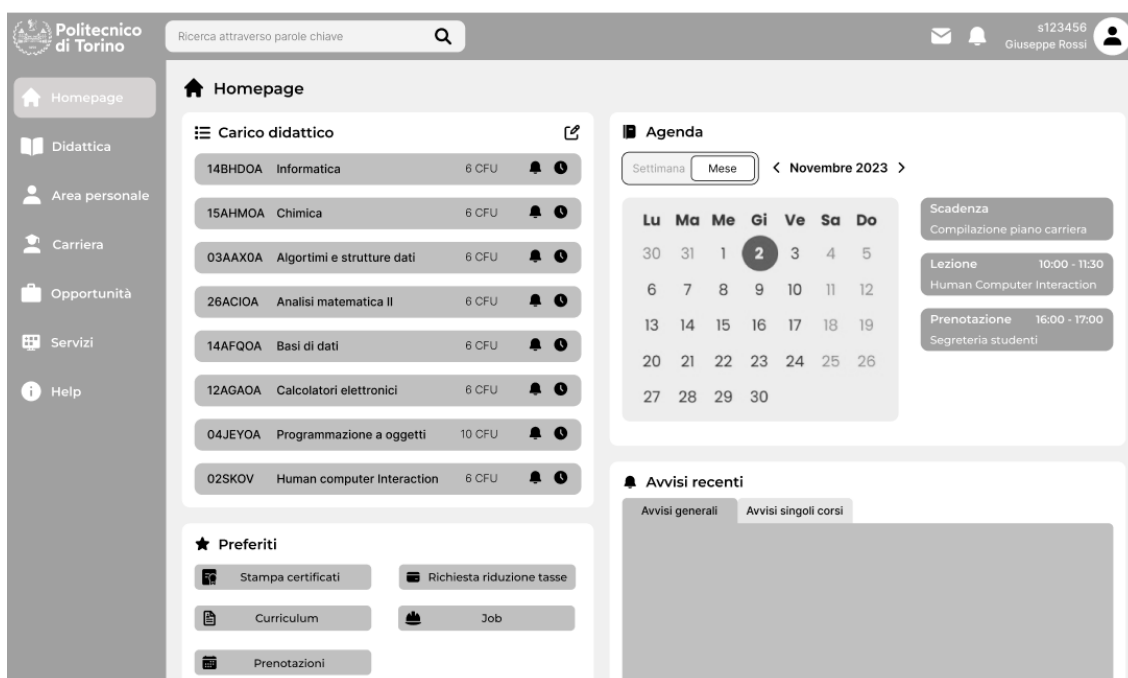 Politecnico
di Torino
Ricerca attraverso parole chiave
s123456
Giuseppe Rossi
Homepage
Didattica
Area personale
Carriera
Opportunità
Servizi
Help
Homepage
Carico didattico
14BHDOA Informatica 6 CFU
15AHMOA Chimica 6 CFU
03AAX0A Algortimi e strutture dati 6 CFU
26ACIOA Analisi matematica II 6 CFU
14AFQOA Basi di dati 6 CFU
12AGAOA Calcolatori elettronici 6 CFU
04JEYOA Programmazione a oggetti 10 CFU
02SKOV Human computer Interaction 6 CFU
Preferiti
Stampa certificati
Richiesta riduzione tasse
Curriculum
Job
Prenotazioni
Agenda
Settimana Mese < Novembre 2023 >
Lu Ma Me Gi Ve Sa Do
30 31 1 2 3 4 5
6 7 8 9 10 11 12
13 14 15 16 17 18 19
20 21 22 23 24 25 26
27 28 29 30
Scadenza
Compilazione piano carriera
Lezione 10:00 - 11:30
Human Computer Interaction
Prenotazione 16:00 - 17:00
Segreteria studenti
Avvisi recenti
Avvisi generali Avvisi singoli corsi